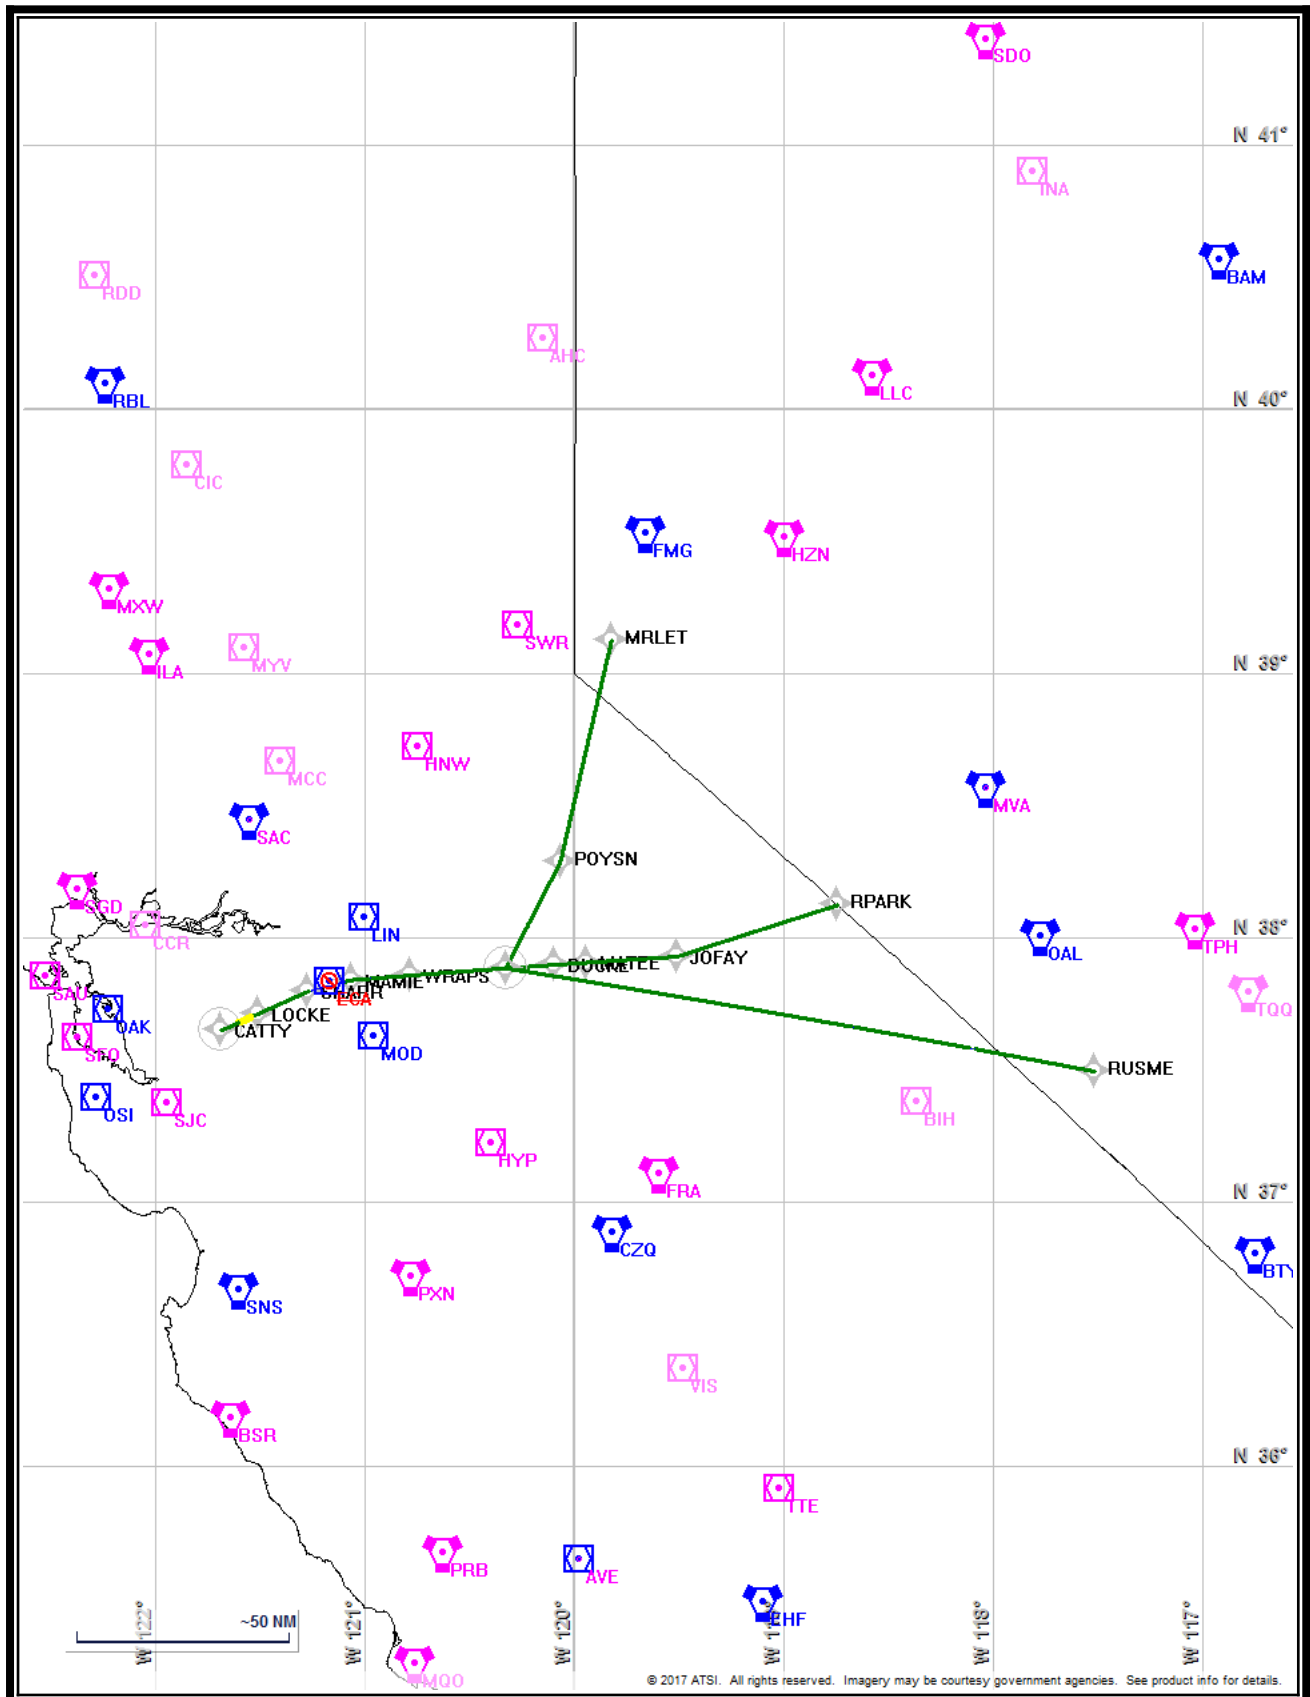 SDO
N 41°
INA
BAM
RDD
AHC
LLC
RBL
N 40°
CIC
FMG
HZN
MXW
MRLET
SWR
MYV
ILA
N 39°
HNW
MCC
MVA
SAC
POYSN
SGD
RPARK
LIN
CCR
N 38°
OAL
TPH
JOFAY
WRAPS
MAMIE
SAU
ECA
TQQ
LOCKE
OAK
CATTY
SFO
MOD
RUSME
OSI
SJC
BIH
HYP
FRA
N 37°
CZQ
BTY
PXN
SNS
VIS
BSR
N 36°
TTE
PRB
AVE
EHF
~50 NM
W 122°
W 121°
W 120°
W 118°
W 117°
MQO
© 2017 ATSI. All rights reserved. Imagery may be courtesy government agencies. See product info for details.